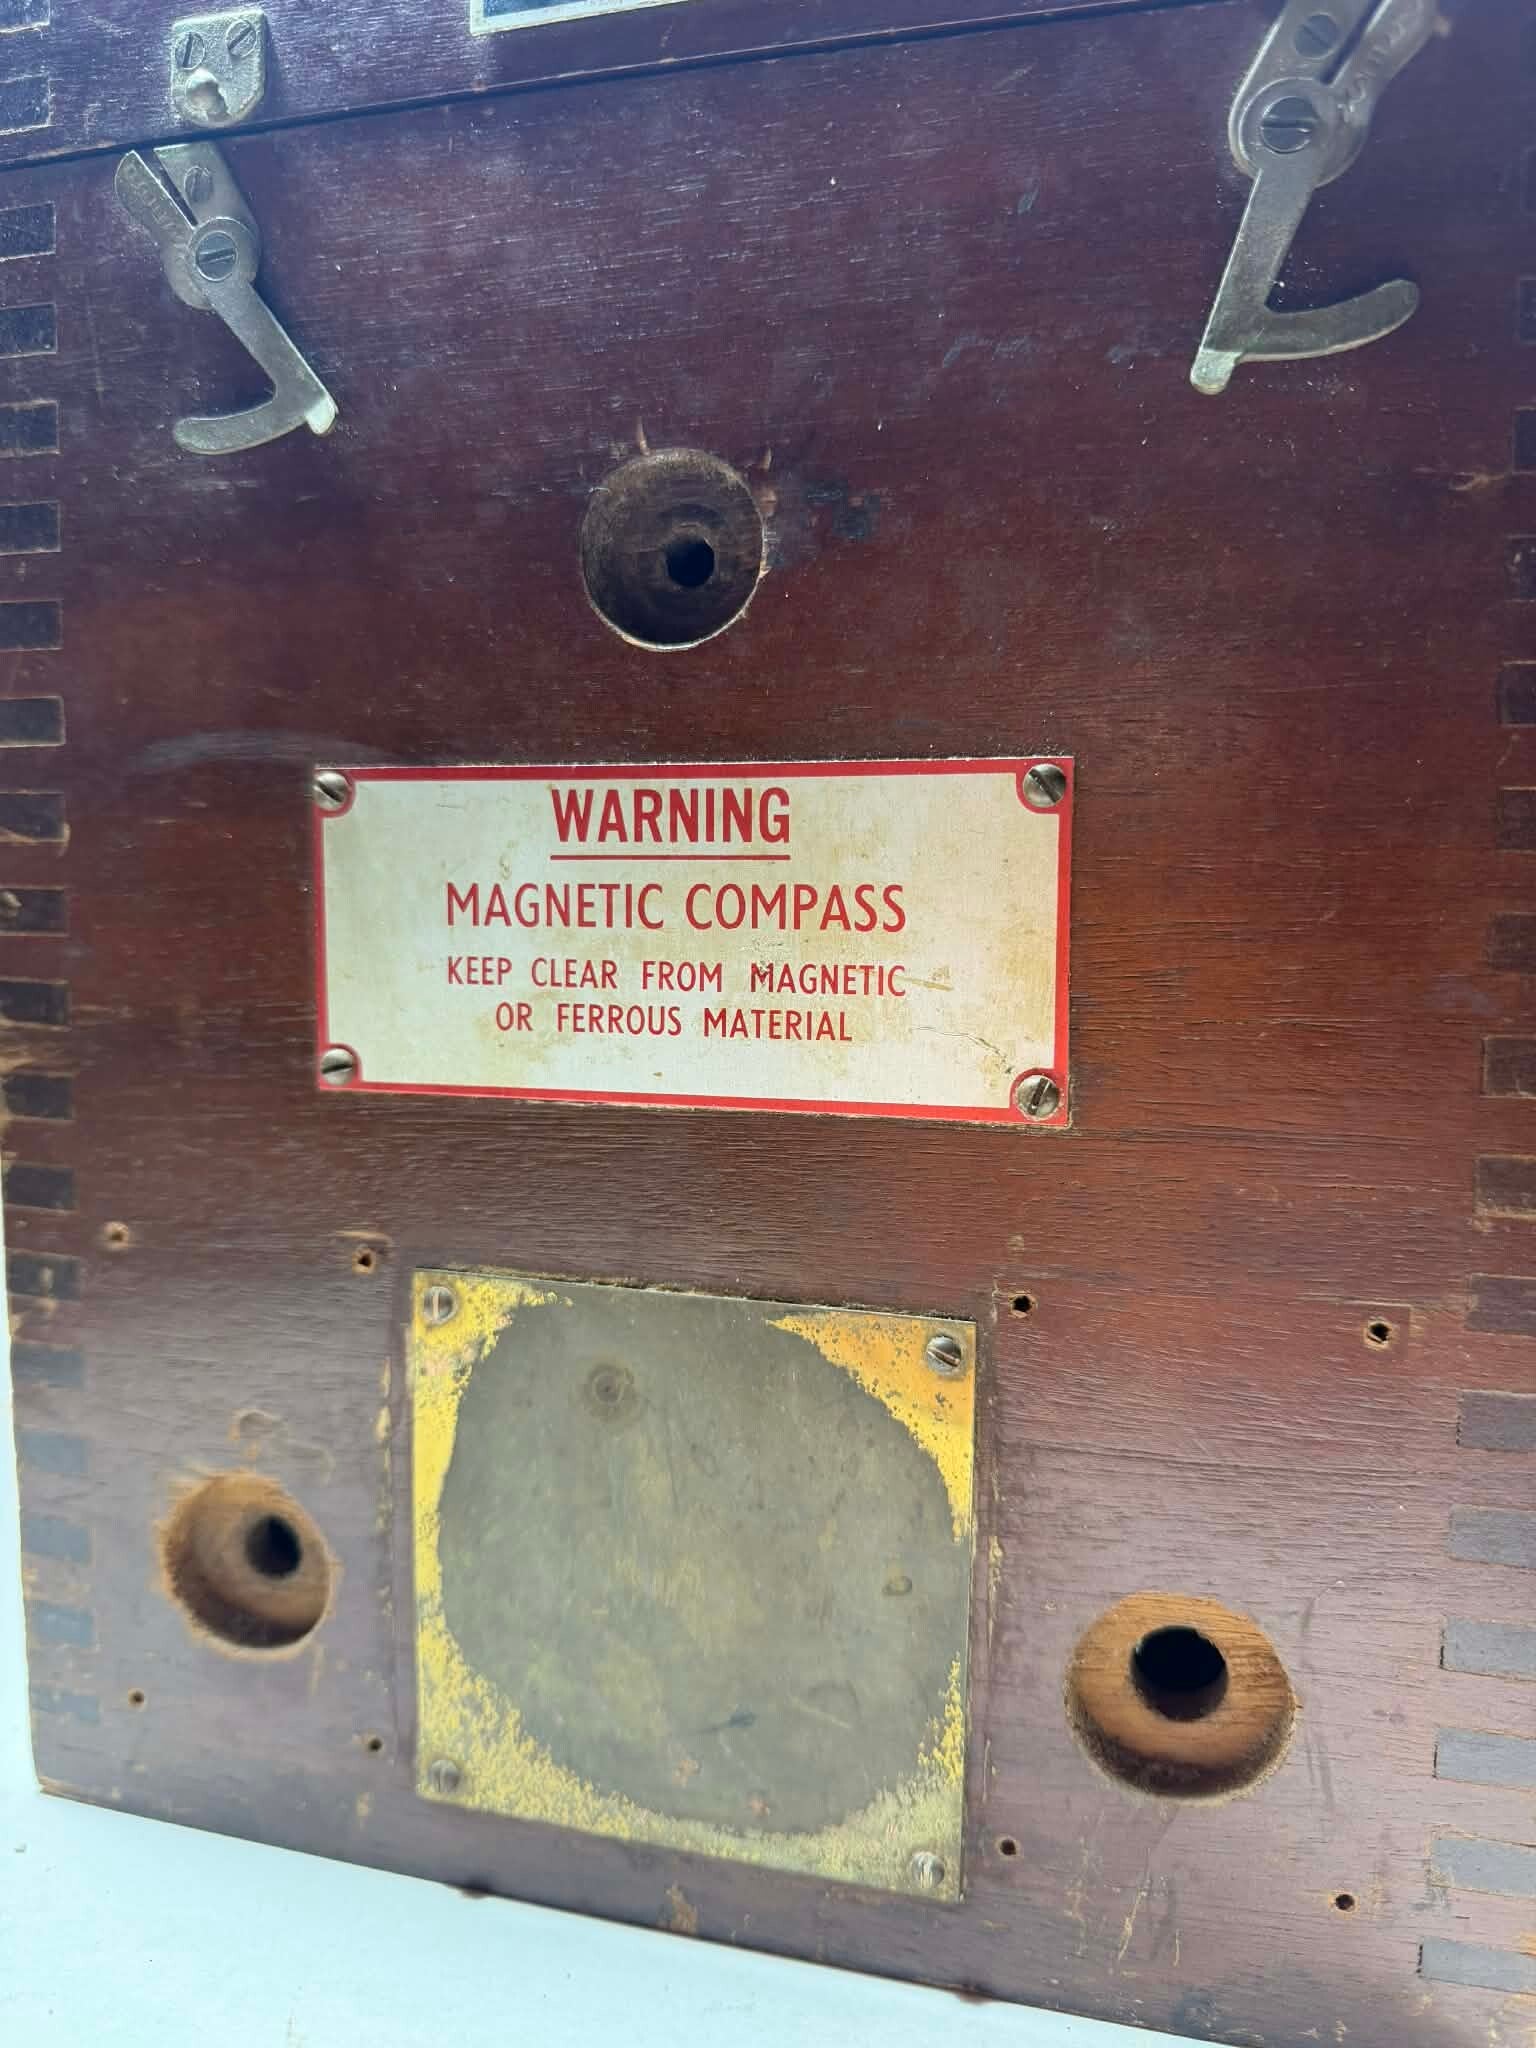 WARNING
MAGNETIC COMPASS
KEEP CLEAR FROM MAGNETIC
OR FERROUS MATERIAL